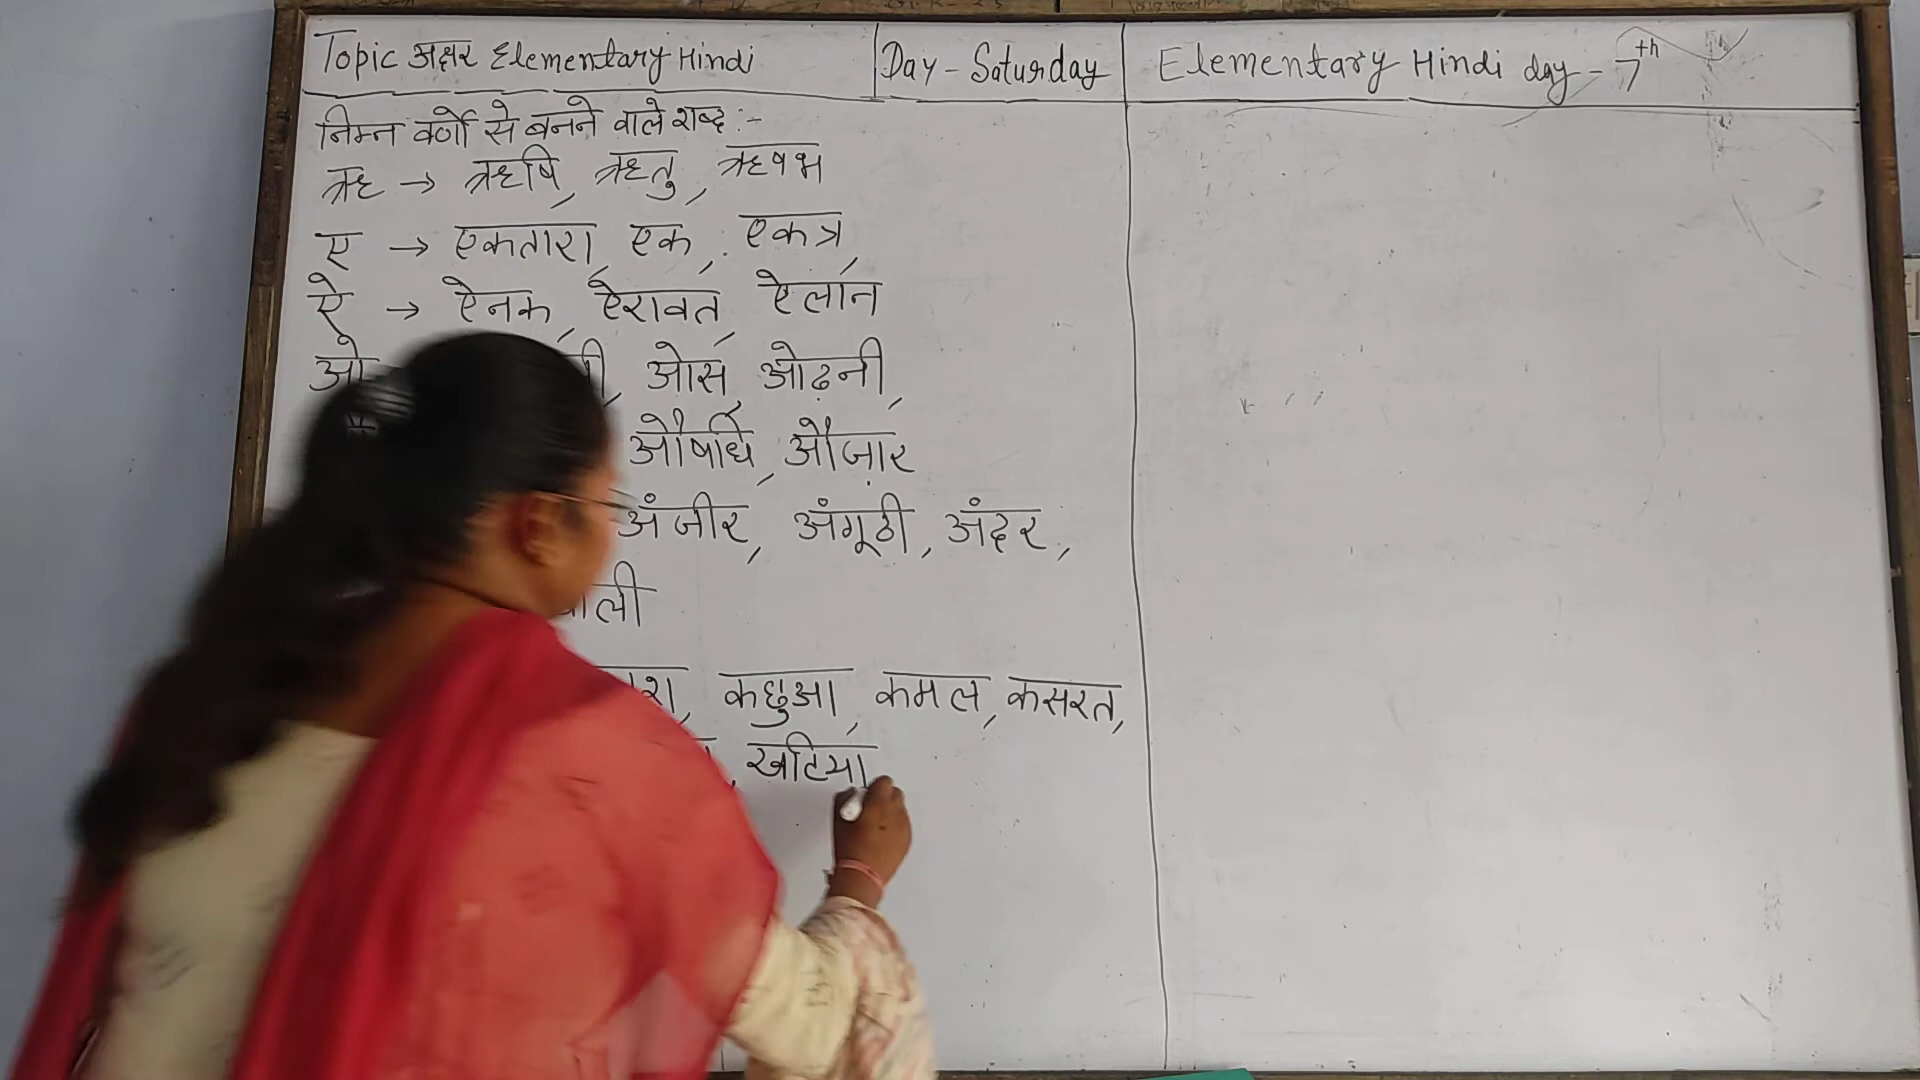 Topic अक्षर Elementary Hindi Day - Saturday Elementary Hindi day - 7th
निम्न वर्णो से बनने वाले शब्द :-
ऋ → ऋषि, ऋतु, ऋषभ
ए → एकतारा, एक, एकत्र,
ऐ → ऐनक, ऐरावत, ऐलान
ओ ओस, ओढ़नी,
औषधि, औज़ार
अंजीर, अंगूठी, अंदर,
कछुआ, कमल, कसरत,
खटिया